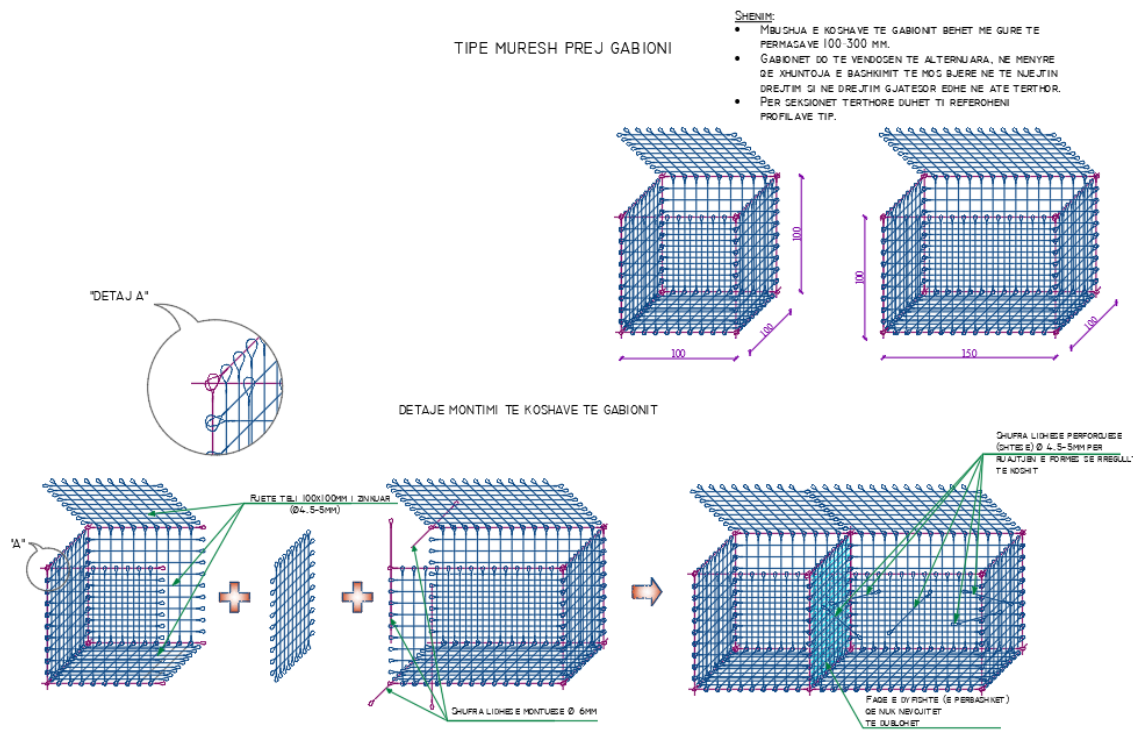 TIPE MURESH PREJ GABIONI
SHENIM:
• MBUSHJA E KOSHAVE TE GABIONIT BEHET ME GURE TE
PERMASAVE 100-300 MM.
• GABIONET DO TE VENDOSEN TE ALTERNUARA, NE MENYRE
QE XHUNTOJA E BASHKIMIT TE MOS BJERE NE TE NJEJTIN
DREJTIM SI NE DREJTIM GJATESOR EDHE NE ATE TERTHOR.
• PER SEKSIONET TERTHORE DUHET TI REFEROHENI
PROFILAVE TIP.
100
100
100
100
150
100
"DETAJ A"
DETAJE MONTIMI TE KOSHAVE TE GABIONIT
SHUFRA LIDHESE PERFORCUESE
(SHTESE) Ø 4.5-5MM PER
RUAJTJEN E FORMES SE RREGULLT
TE KOSHIT
RJETE TELI 100X100MM I ZINKUAR
(Ø4.5-5MM)
"A"
SHUFRA LIDHESE MONTUESE Ø 6MM
FAQE E DYFISHTE (E PERBASHKET)
QE NUK NEVOJITET
TE DUBLOHET